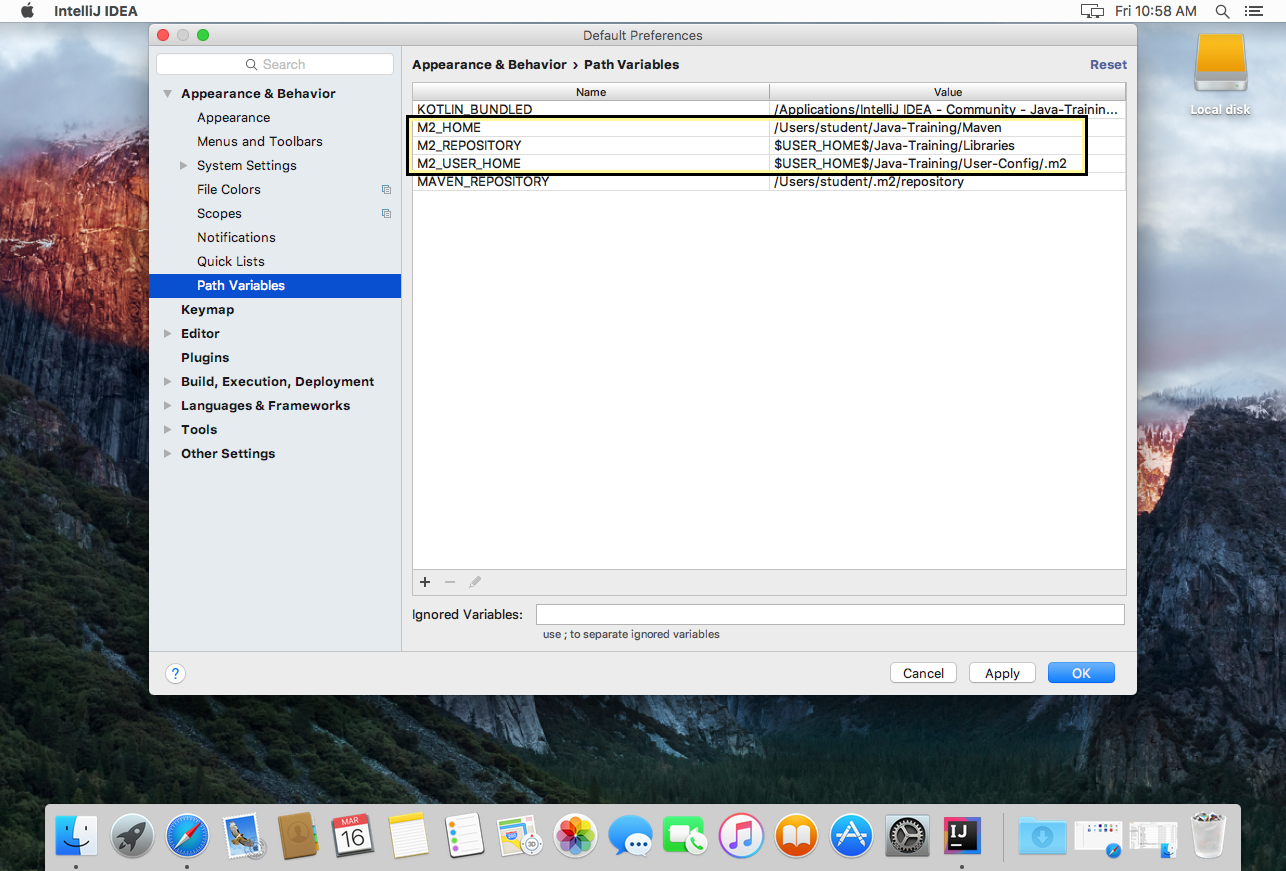 IntelliJ IDEA
Fri 10:58 AM
Default Preferences
Local disk
Search
Appearance & Behavior
Appearance
Menus and Toolbars
System Settings
File Colors
Scopes
Notifications
Quick Lists
Path Variables
Keymap
Editor
Plugins
Build, Execution, Deployment
Languages & Frameworks
Tools
Other Settings
Appearance & Behavior › Path Variables
Reset
Name Value
KOTLIN_BUNDLED /Applications/IntelliJ IDEA - Community - Java-Trainin...
M2_HOME /Users/student/Java-Training/Maven
M2_REPOSITORY $USER_HOME$/Java-Training/Libraries
M2_USER_HOME $USER_HOME$/Java-Training/User-Config/.m2
MAVEN_REPOSITORY /Users/student/.m2/repository
Ignored Variables:
use ; to separate ignored variables
?
Cancel Apply OK
MAR
16
3D
IJ